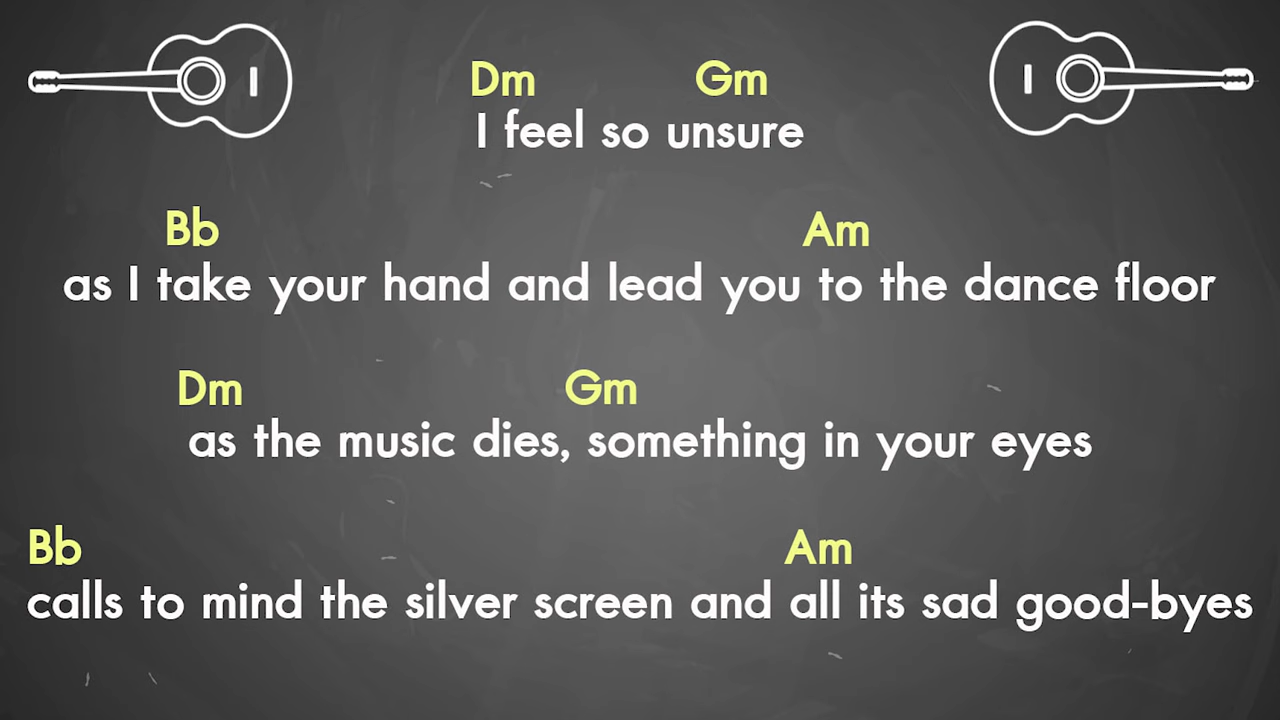 Dm Gm
I feel so unsure
Bb Am
as I take your hand and lead you to the dance floor
Dm Gm
as the music dies, something in your eyes
Bb Am
calls to mind the silver screen and all its sad good-byes